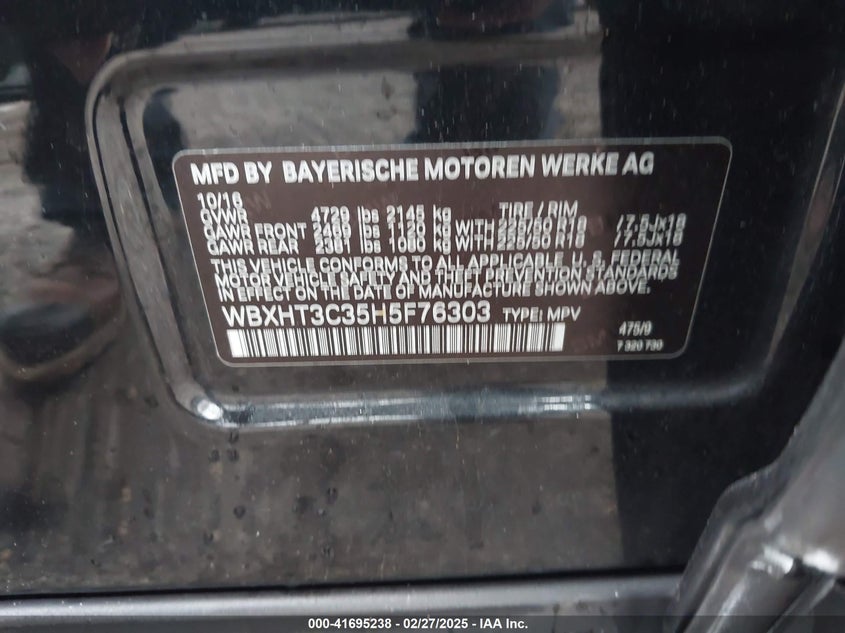 MFD BY BAYERISCHE MOTOREN WERKE AG
10/16
GVWR 4729 lbs 2145 kg TIRE / RIM
GAWR FRONT 2469 lbs 1120 kg WITH 225/50 R18 /7.5Jx18
GAWR REAR 2381 lbs 1080 kg WITH 225/50 R18 /7.5Jx18
THIS VEHICLE CONFORMS TO ALL APPLICABLE U.S. FEDERAL
MOTOR VEHICLE SAFETY AND THEFT PREVENTION STANDARDS
IN EFFECT ON THE DATE OF MANUFACTURE SHOWN ABOVE.
WBXHT3C35H5F76303 TYPE: MPV
475/9
7 320 730
000-41695238 - 02/27/2025 - IAA Inc.